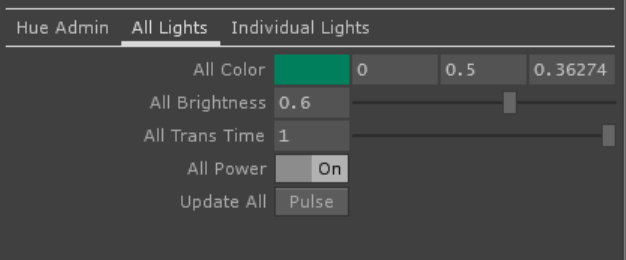 Hue Admin All Lights Individual Lights
All Color 0 0.5 0.36274
All Brightness 0.6
All Trans Time 1
All Power On
Update All Pulse